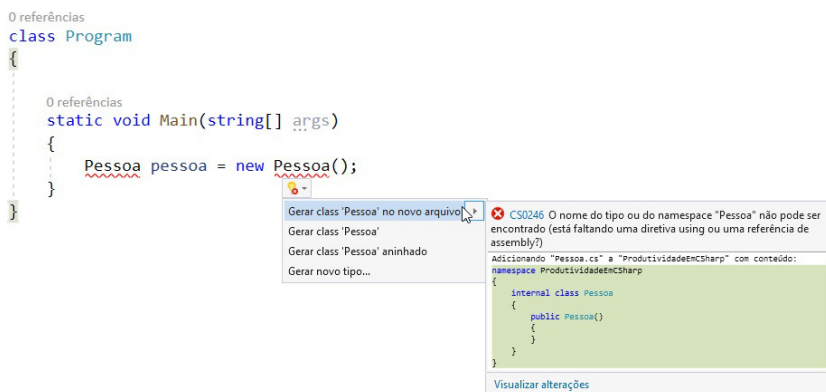 0 referências
class Program
{
0 referências
static void Main(string[] args)
{
Pessoa pessoa = new Pessoa();
}
}
Gerar class 'Pessoa' no novo arquivo
Gerar class 'Pessoa'
Gerar class 'Pessoa' aninhado
Gerar novo tipo...
CS0246 O nome do tipo ou do namespace "Pessoa" não pode ser
encontrado (está faltando uma diretiva using ou uma referência de
assembly?)
Adicionando "Pessoa.cs" a "ProdutividadeEmCSharp" com conteúdo:
namespace ProdutividadeEmCSharp
{
internal class Pessoa
{
public Pessoa()
{
}
}
}
Visualizar alterações